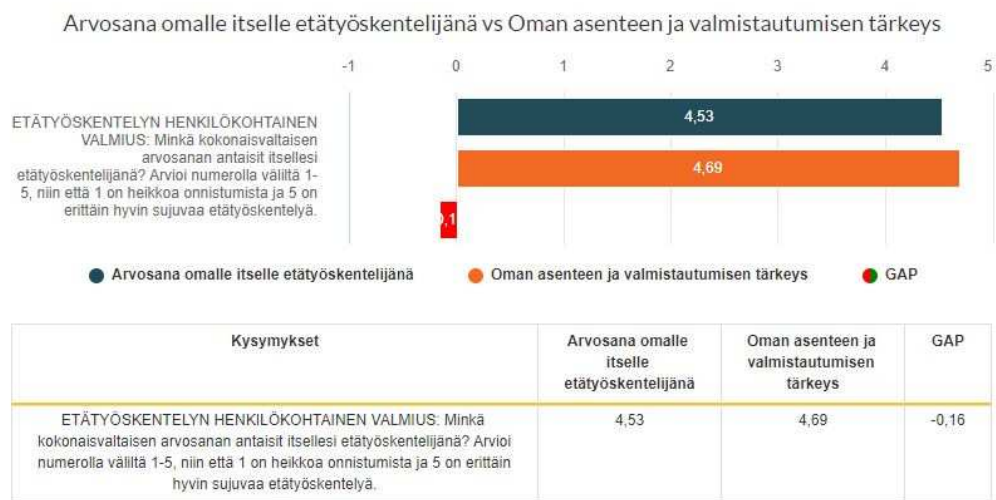 Arvosana omalle itselle etätyöskentelijänä vs Oman asenteen ja valmistautumisen tärkeys
-1 0 1 2 3 4 5
ETÄTYÖSKENTELYN HENKILÖKOHTAINEN
VALMIUS: Minkä kokonaisvaltaisen
arvosanan antaisit itsellesi
etätyöskentelijänä? Arvioi numerolla väliltä 1-
5, niin että 1 on heikkoa onnistumista ja 5 on
erittäin hyvin sujuvaa etätyöskentelyä.
4,53
4,69
Arvosana omalle itselle etätyöskentelijänä Oman asenteen ja valmistautumisen tärkeys GAP
Kysymykset Arvosana omalle Oman asenteen ja GAP
itselle valmistautumisen
etätyöskentelijänä tärkeys
ETÄTYÖSKENTELYN HENKILÖKOHTAINEN VALMIUS: Minkä 4,53 4,69 -0,16
kokonaisvaltaisen arvosanan antaisit itsellesi etätyöskentelijänä? Arvioi
numerolla väliltä 1-5, niin että 1 on heikkoa onnistumista ja 5 on erittäin
hyvin sujuvaa etätyöskentelyä.